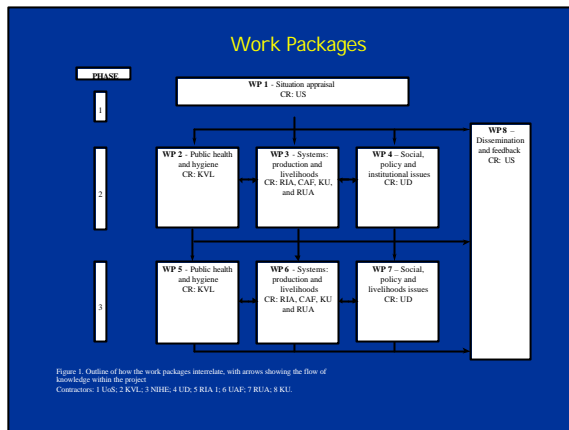 Work Packages
PHASE
WP 1 - Situation appraisal
CR: US
1
WP 8 –
Dissemination
and feedback
CR: US
WP 2 - Public health
and hygiene
CR: KVL
WP 3 - Systems:
production and
livelihoods
CR: RIA, CAF, KU,
and RUA
WP 4 – Social,
policy and
institutional issues
CR: UD
2
WP 5 - Public health
and hygiene
CR: KVL
WP 6 - Systems:
production and
livelihoods
CR: RIA, CAF, KU
and RUA
WP 7 – Social,
policy and
livelihoods issues
CR: UD
3
Figure 1. Outline of how the work packages interrelate, with arrows showing the flow of
knowledge within the project
Contractors: 1 UoS; 2 KVL; 3 NIHE; 4 UD; 5 RIA 1; 6 UAF; 7 RUA; 8 KU.